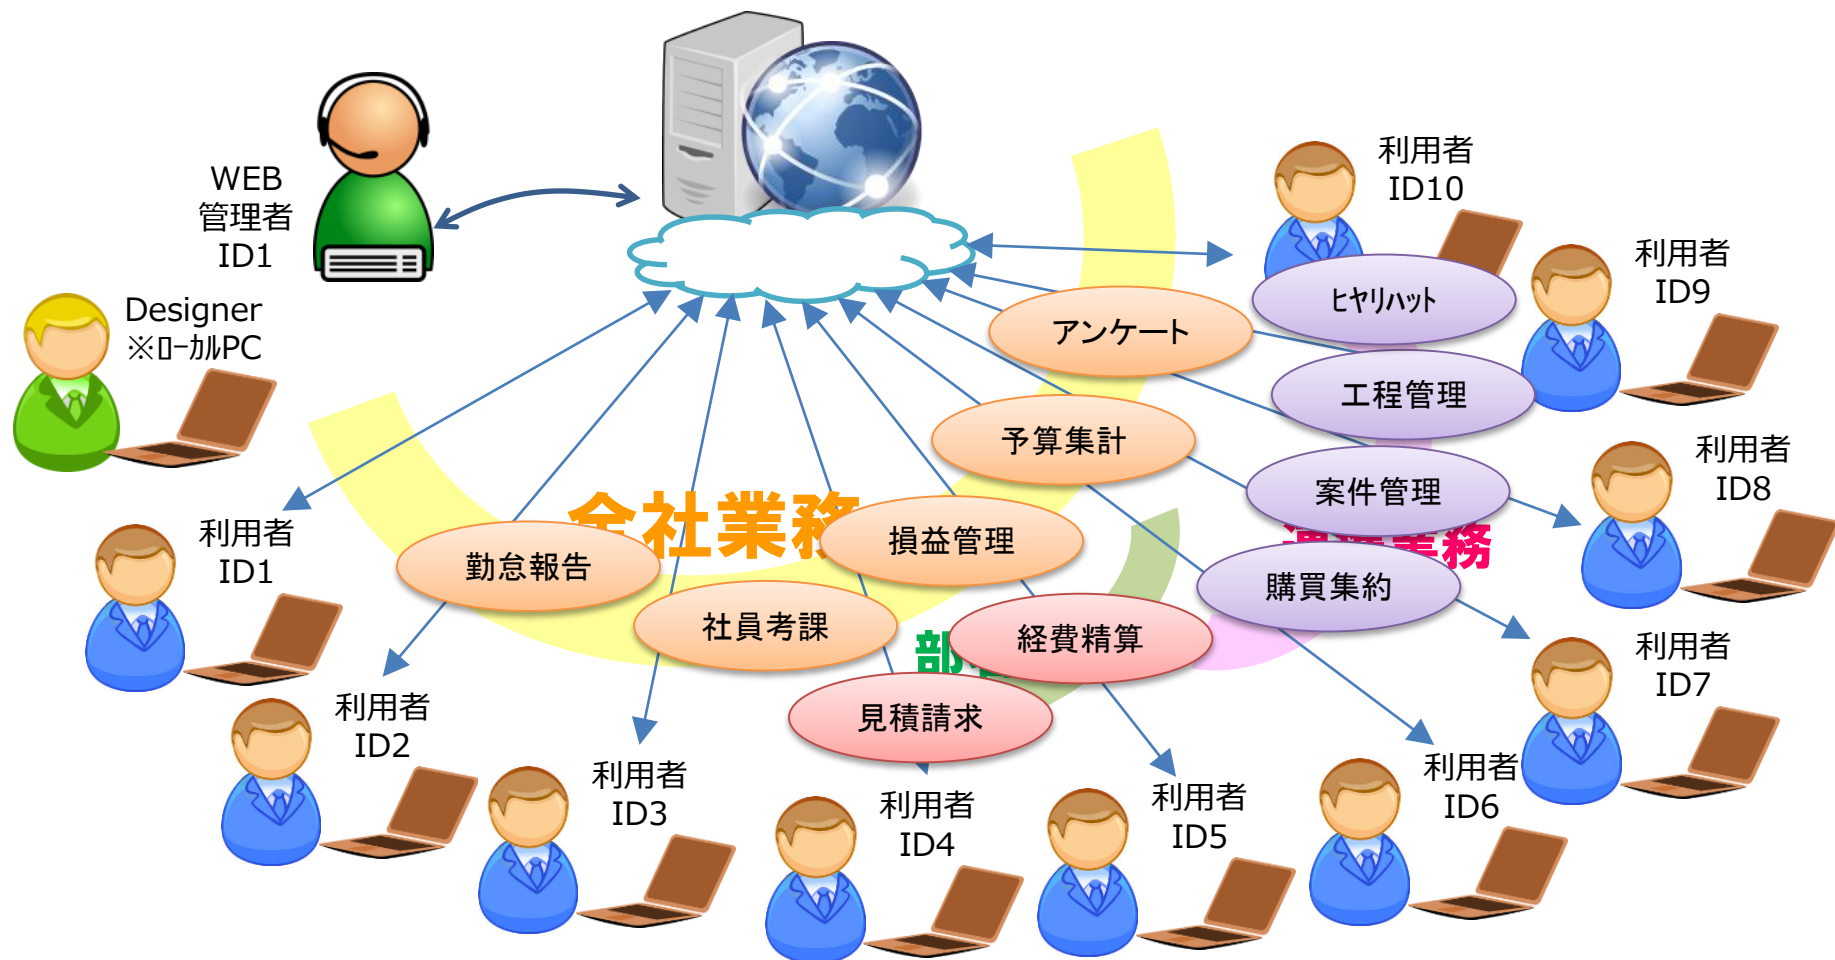 WEB
管理者
ID1
Designer
※ﾛｰｶﾙPC
利用者
ID10
利用者
ID9
ヒヤリハット
アンケート
工程管理
予算集計
利用者
ID8
案件管理
全社業務
損益管理
利用者
ID1
勤怠報告
購買集約
社員考課
経費精算
利用者
ID7
利用者
ID2
見積請求
利用者
ID3
利用者
ID4
利用者
ID5
利用者
ID6